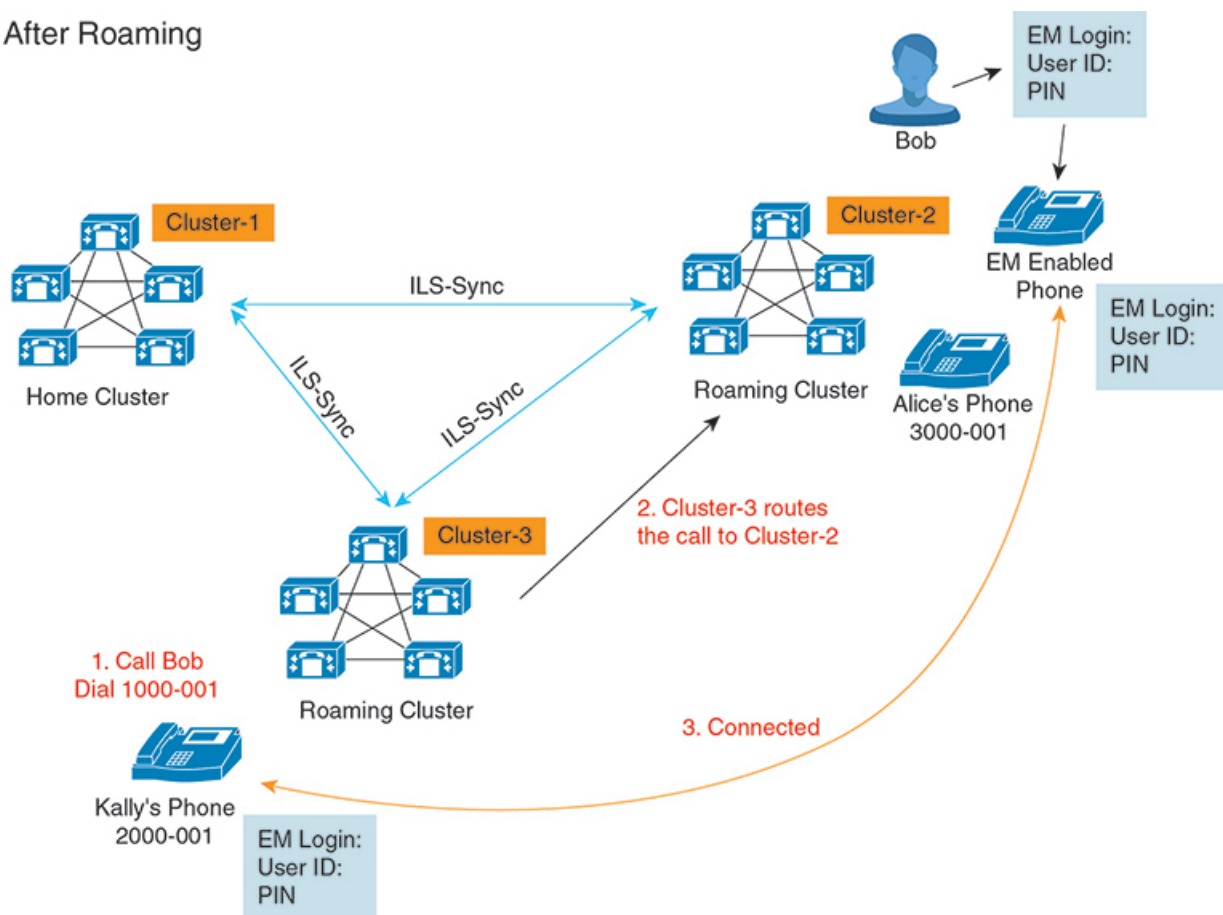 After Roaming
EM Login:
User ID:
PIN
Bob
Cluster-1
Cluster-2
EM Enabled
Phone
ILS-Sync
EM Login:
User ID:
PIN
Home Cluster
Roaming Cluster
Alice's Phone
3000-001
ILS-Sync
ILS-Sync
2. Cluster-3 routes
the call to Cluster-2
Cluster-3
1. Call Bob
Dial 1000-001
Roaming Cluster
3. Connected
Kally's Phone
2000-001
EM Login:
User ID:
PIN